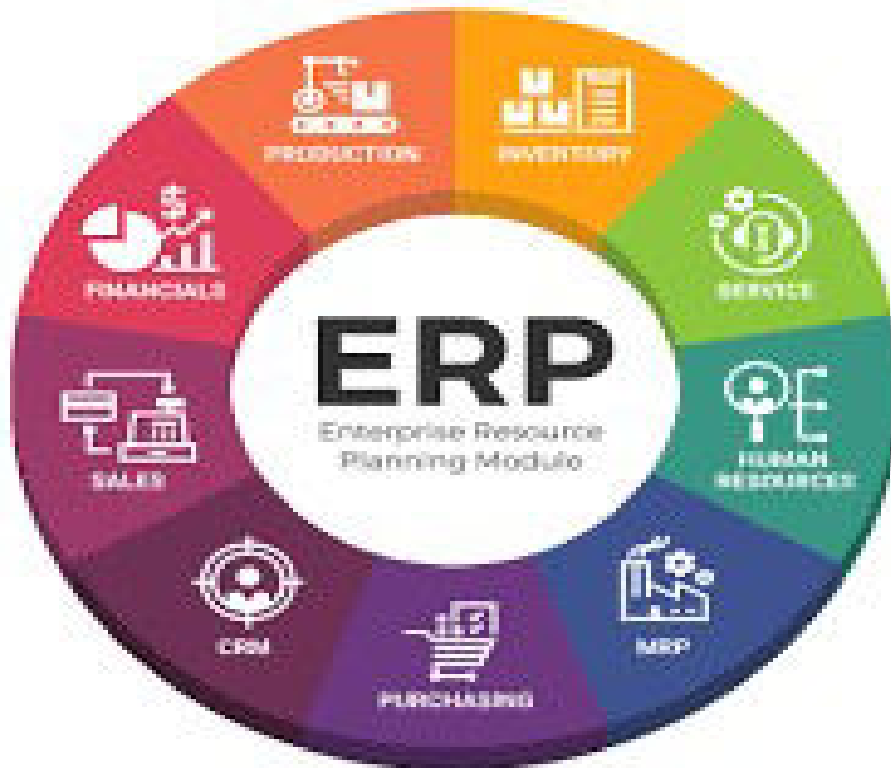 PRODUCTION
INVENTORY
FINANCIALS
SERVICE
ERP
Enterprise Resource
Planning Module
SALES
HUMAN
RESOURCES
CRM
MRP
PURCHASING